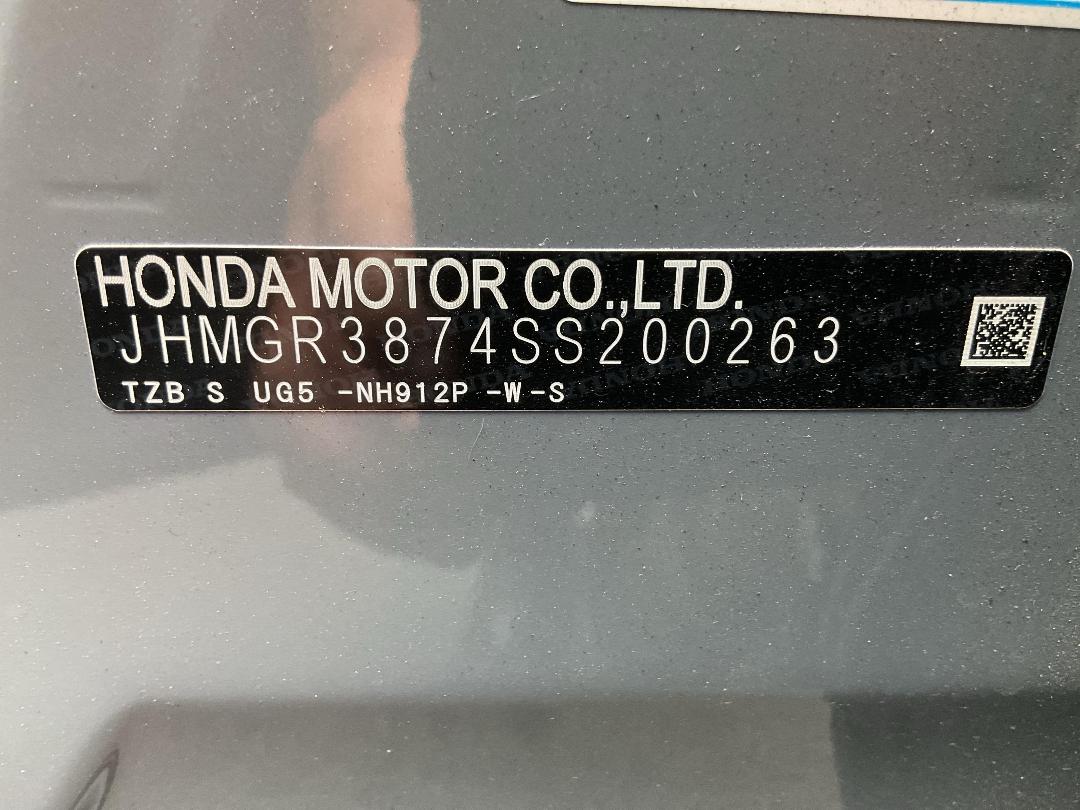 HONDA MOTOR CO.,LTD.
JHMGR3874SS200263
TZB S UG5 -NH912P -W-S